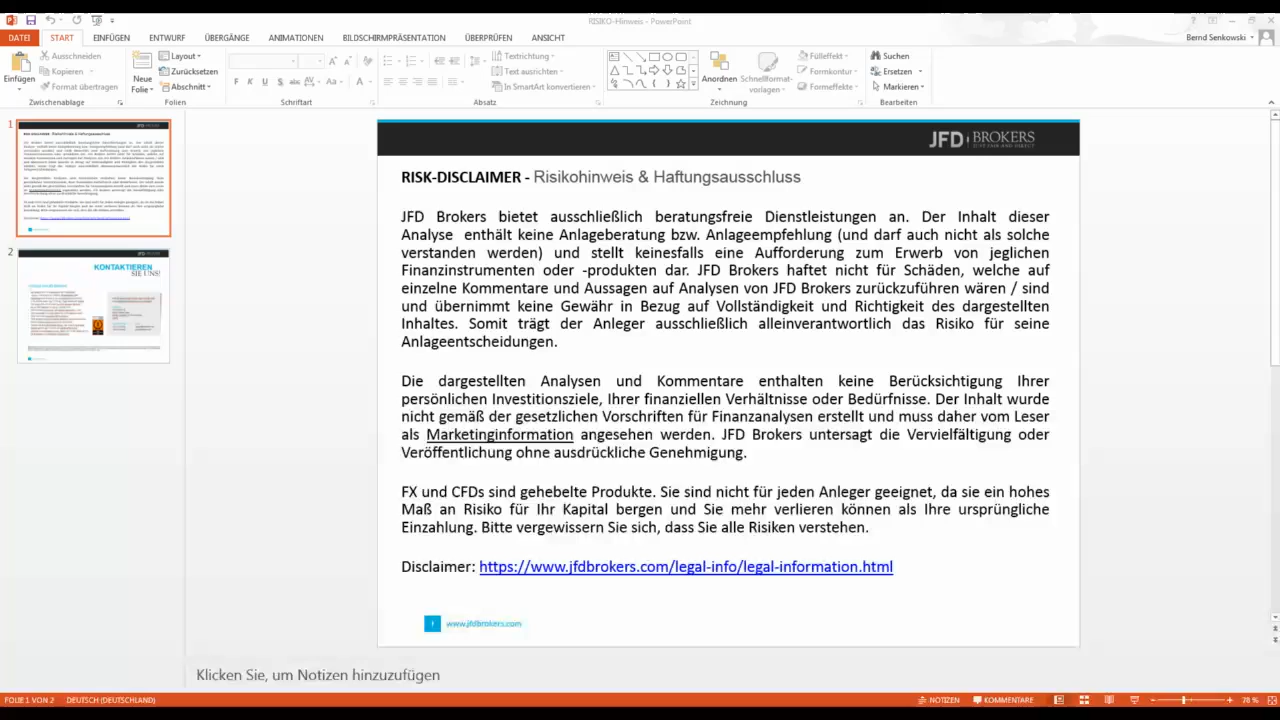 RISIKO-Hinweis - PowerPoint
DATEI START EINFÜGEN ENTWURF ÜBERGÄNGE ANIMATIONEN BILDSCHIRMPRÄSENTATION ÜBERPRÜFEN ANSICHT Bernd Senkowski
Einfügen
Ausschneiden
Kopieren
Format übertragen
Zwischenablage
Neue
Folie
Layout
Zurücksetzen
Abschnitt
Folien
F K U S abc AV Aa A
Schriftart
Textrichtung
Text ausrichten
In SmartArt konvertieren
Absatz
Anordnen
Schnellformat-
vorlagen
Fülleffekt
Formkontur
Formeffekte
Zeichnung
Suchen
Ersetzen
Markieren
Bearbeiten
1
2
KONTAKTIEREN
SIE UNS!
JFD BROKERS
JUST FAIR AND DIRECT
RISK-DISCLAIMER - Risikohinweis & Haftungsausschluss
JFD Brokers bietet ausschließlich beratungsfreie Dienstleistungen an. Der Inhalt dieser
Analyse enthält keine Anlageberatung bzw. Anlageempfehlung (und darf auch nicht als solche
verstanden werden) und stellt keinesfalls eine Aufforderung zum Erwerb von jeglichen
Finanzinstrumenten oder -produkten dar. JFD Brokers haftet nicht für Schäden, welche auf
einzelne Kommentare und Aussagen auf Analysen von JFD Brokers zurückzuführen wären / sind
und übernimmt keine Gewähr in Bezug auf Vollständigkeit und Richtigkeit des dargestellten
Inhaltes. Somit trägt der Anleger ausschließlich alleinverantwortlich das Risiko für seine
Anlageentscheidungen.
Die dargestellten Analysen und Kommentare enthalten keine Berücksichtigung Ihrer
persönlichen Investitionsziele, Ihrer finanziellen Verhältnisse oder Bedürfnisse. Der Inhalt wurde
nicht gemäß der gesetzlichen Vorschriften für Finanzanalysen erstellt und muss daher vom Leser
als Marketinginformation angesehen werden. JFD Brokers untersagt die Vervielfältigung oder
Veröffentlichung ohne ausdrückliche Genehmigung.
FX und CFDs sind gehebelte Produkte. Sie sind nicht für jeden Anleger geeignet, da sie ein hohes
Maß an Risiko für Ihr Kapital bergen und Sie mehr verlieren können als Ihre ursprüngliche
Einzahlung. Bitte vergewissern Sie sich, dass Sie alle Risiken verstehen.
Disclaimer: https://www.jfdbrokers.com/legal-info/legal-information.html
www.jfdbrokers.com
Klicken Sie, um Notizen hinzuzufügen
FOLIE 1 VON 2 DEUTSCH (DEUTSCHLAND) NOTIZEN KOMMENTARE 78 %